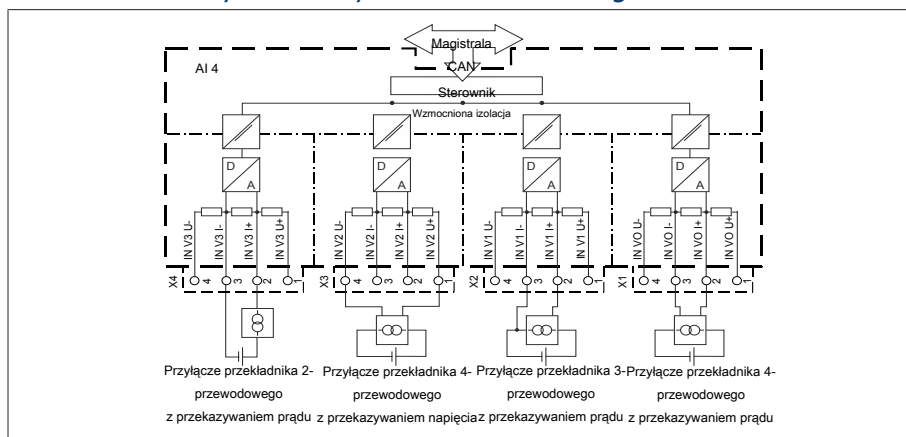 Magistrala
CAN
AI 4
Sterownik
Wzmocniona izolacja
D
A
D
A
D
A
D
A
IN V3 U-
IN V3 I-
IN V3 I+
IN V3 U+
IN V2 U-
IN V2 I-
IN V2 I+
IN V2 U+
IN V1 U-
IN V1 I-
IN V1 I+
IN V1 U+
IN VO U-
IN VO I-
IN VO I+
IN VO U+
X4
4
3
2
1
X3
4
3
2
1
X2
4
3
2
1
X1
4
3
2
1
Przyłącze przekładnika 2-
przewodowego
z przekazywaniem prądu
Przyłącze przekładnika 4-
przewodowego
z przekazywaniem napięcia
Przyłącze przekładnika 3-
przewodowego
z przekazywaniem prądu
Przyłącze przekładnika 4-
przewodowego
z przekazywaniem prądu